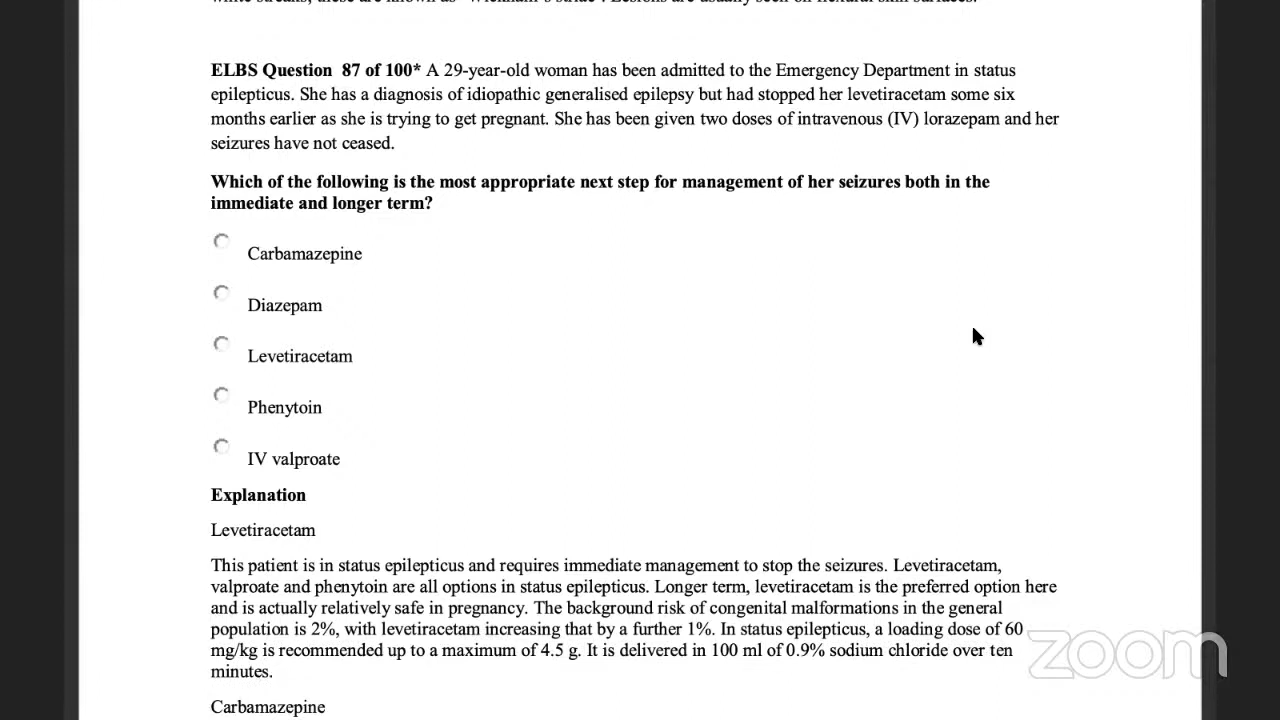 ELBS Question 87 of 100* A 29-year-old woman has been admitted to the Emergency Department in status
epilepticus. She has a diagnosis of idiopathic generalised epilepsy but had stopped her levetiracetam some six
months earlier as she is trying to get pregnant. She has been given two doses of intravenous (IV) lorazepam and her
seizures have not ceased.
Which of the following is the most appropriate next step for management of her seizures both in the
immediate and longer term?
Carbamazepine
Diazepam
Levetiracetam
Phenytoin
IV valproate
Explanation
Levetiracetam
This patient is in status epilepticus and requires immediate management to stop the seizures. Levetiracetam,
valproate and phenytoin are all options in status epilepticus. Longer term, levetiracetam is the preferred option here
and is actually relatively safe in pregnancy. The background risk of congenital malformations in the general
population is 2%, with levetiracetam increasing that by a further 1%. In status epilepticus, a loading dose of 60
mg/kg is recommended up to a maximum of 4.5 g. It is delivered in 100 ml of 0.9% sodium chloride over ten
minutes.
zoom
Carbamazepine